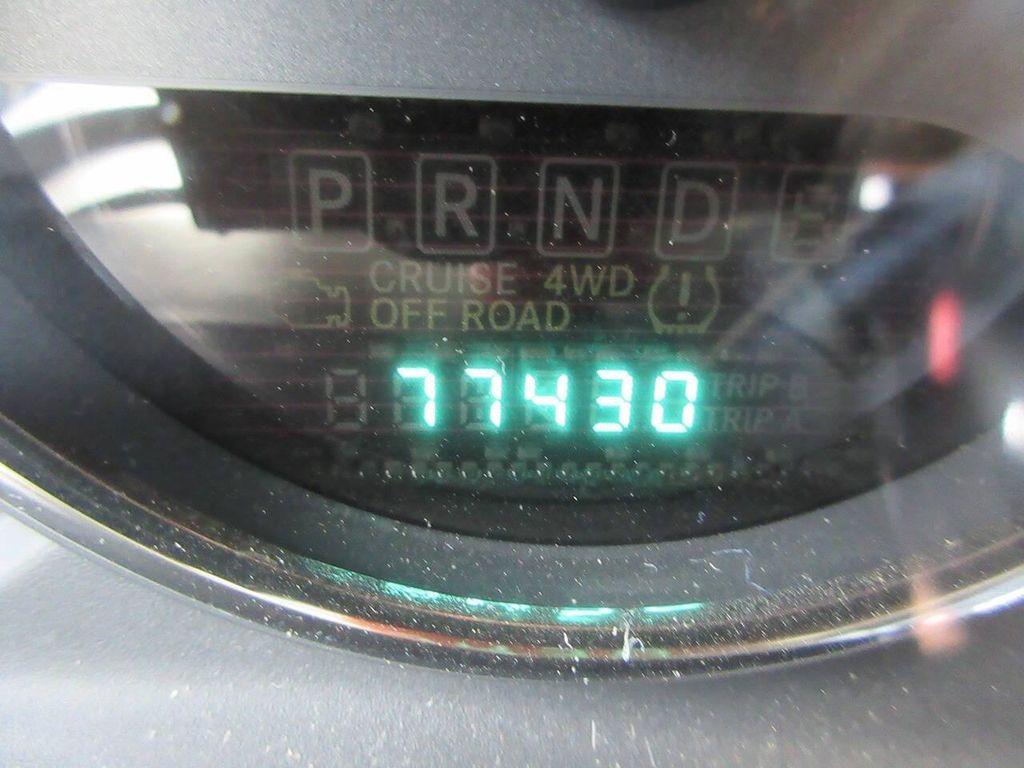 P R N D
CRUISE 4WD
OFF ROAD !
77430
TRIP B
TRIP A